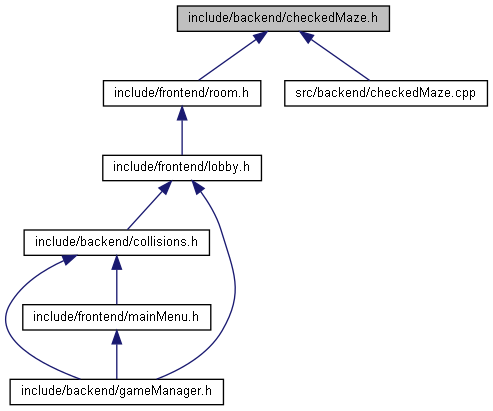 include/backend/checkedMaze.h
include/frontend/room.h
src/backend/checkedMaze.cpp
include/frontend/lobby.h
include/backend/collisions.h
include/frontend/mainMenu.h
include/backend/gameManager.h